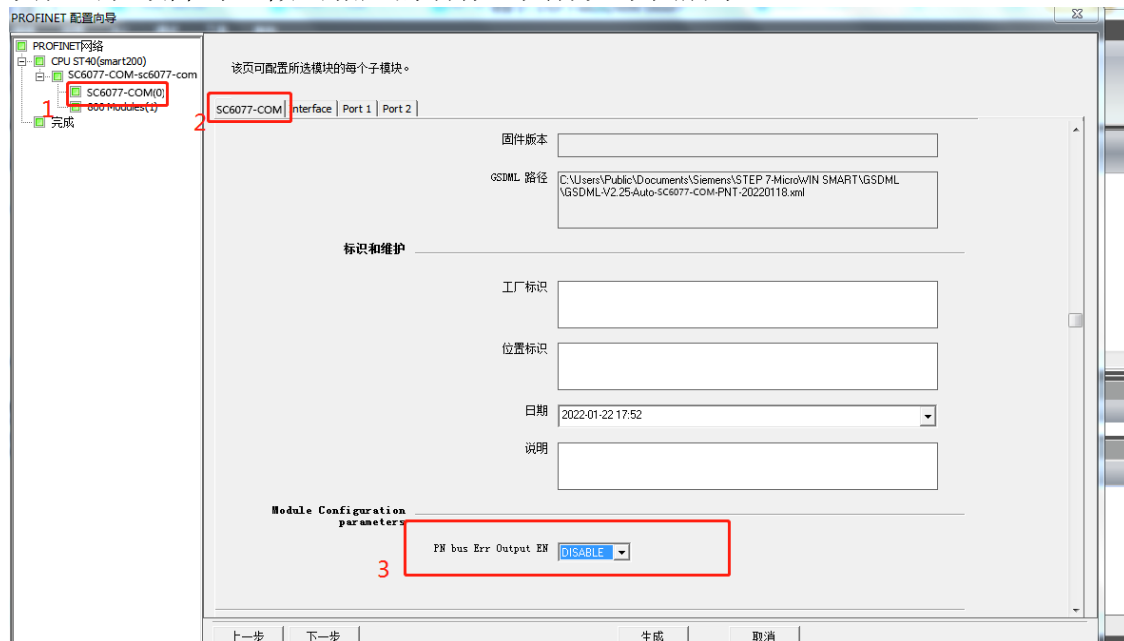 PROFINET 配置向导
PROFINET网络
CPU ST40(smart200)
SC6077-COM-sc6077-com
SC6077-COM(0)
800 Modules(1)
完成
1
该页可配置所选模块的每个子模块。
SC6077-COM Interface Port 1 Port 2
2
固件版本
GSDML 路径
C:\Users\Public\Documents\Siemens\STEP 7-MicroWIN SMART\GSDML
\GSDML-V2.25-Auto-SC6077-COM-PNT-20220118.xml
标识和维护
工厂标识
位置标识
日期
2022-01-22 17:52
说明
Module Configuration
parameters
PN bus Err Output EN
DISABLE
3
上一步 下一步 生成 取消